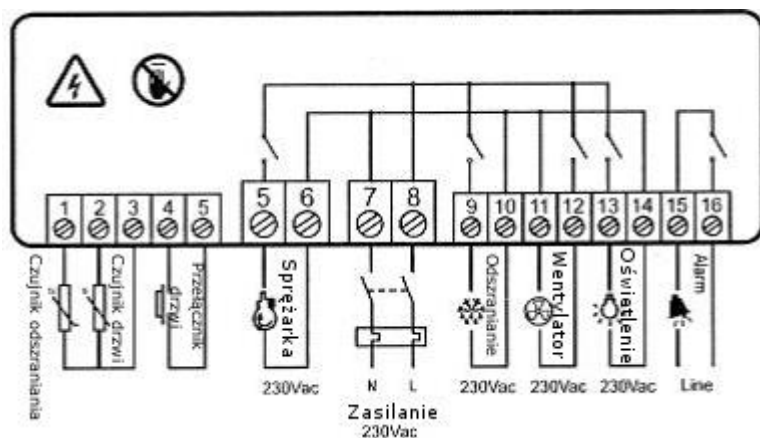 1 2 3 4 5
5 6
7 8
9 10 11 12 13 14 15 16
Czujnik odszraniania
Czujnik drzwi
Przełącznik
drzwi
Sprężarka
230Vac
N L
Zasilanie
230Vac
Odszranianie
230Vac
Wentylator
230Vac
Oświatlenie
230Vac
Alarm
Line